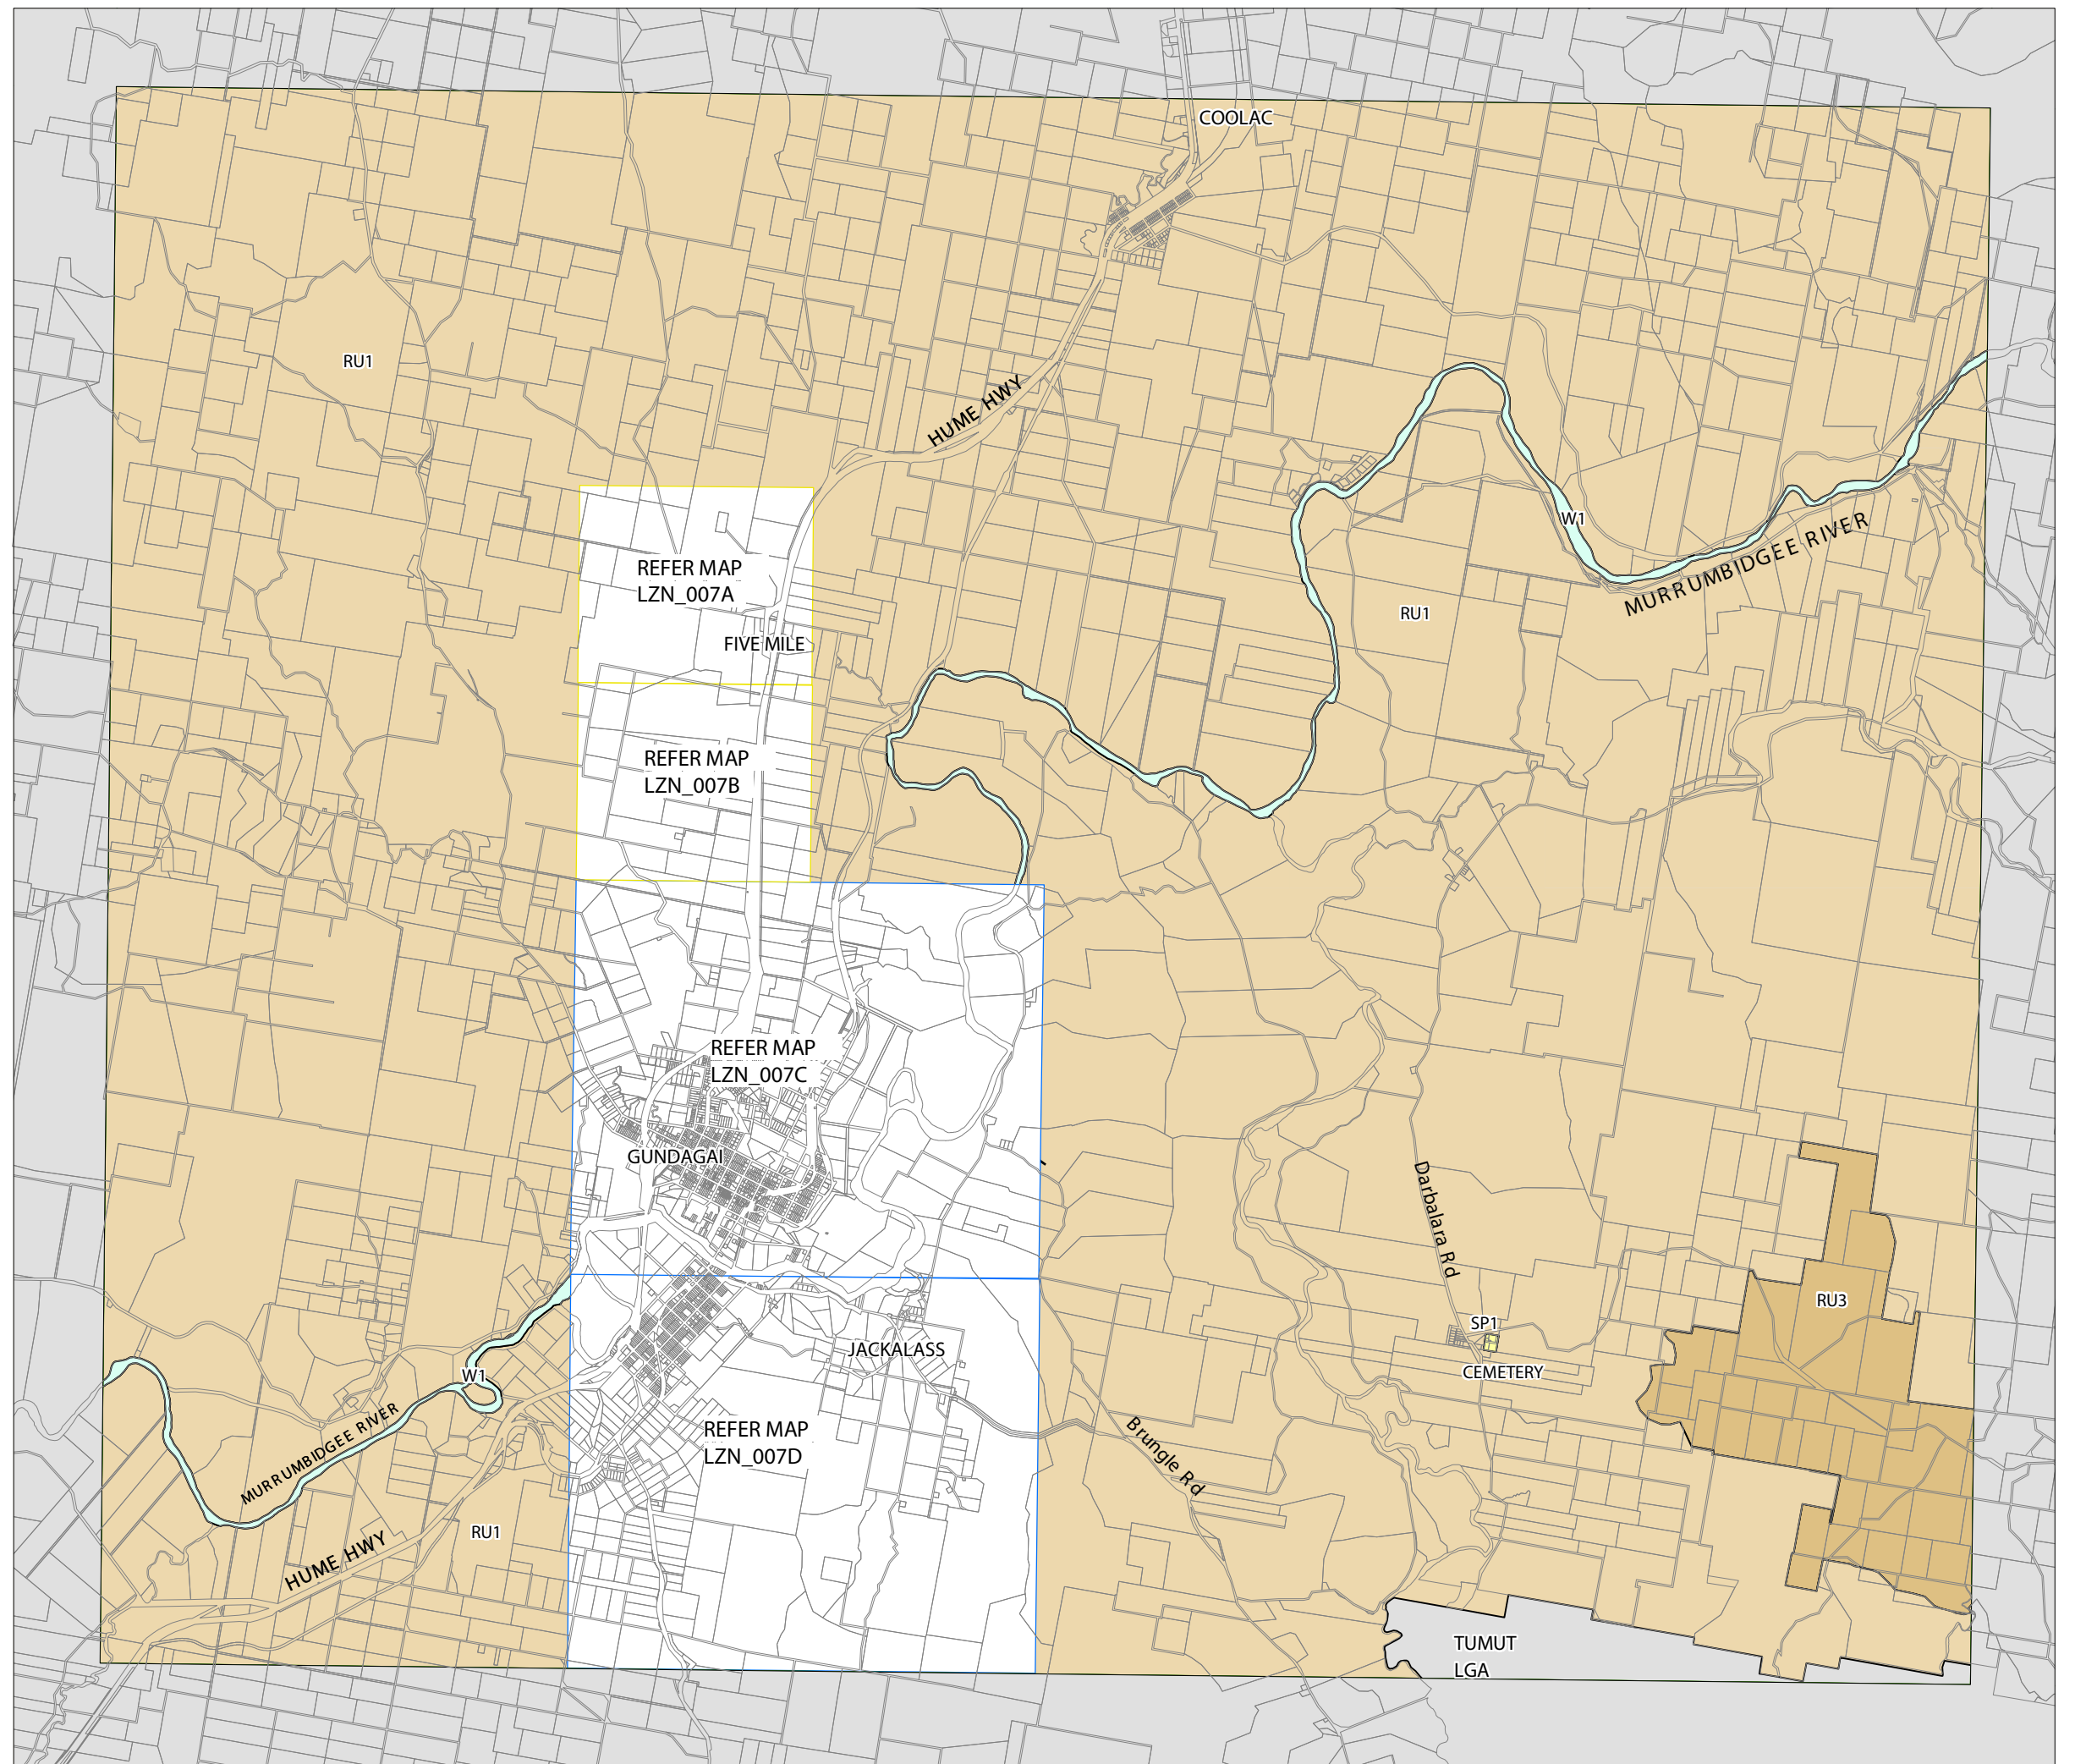 COOLAC
RU1
HUME HWY
W1
MURRUMBIDGEE RIVER
REFER MAP
LZN_007A
RU1
FIVE MILE
REFER MAP
LZN_007B
REFER MAP
LZN_007C
GUNDAGAI
Darbalara Rd
RU3
SP1
JACKALASS
CEMETERY
W1
MURRUMBIDGEE RIVER
REFER MAP
LZN_007D
Brungle Rd
RU1
HUME HWY
TUMUT
LGA